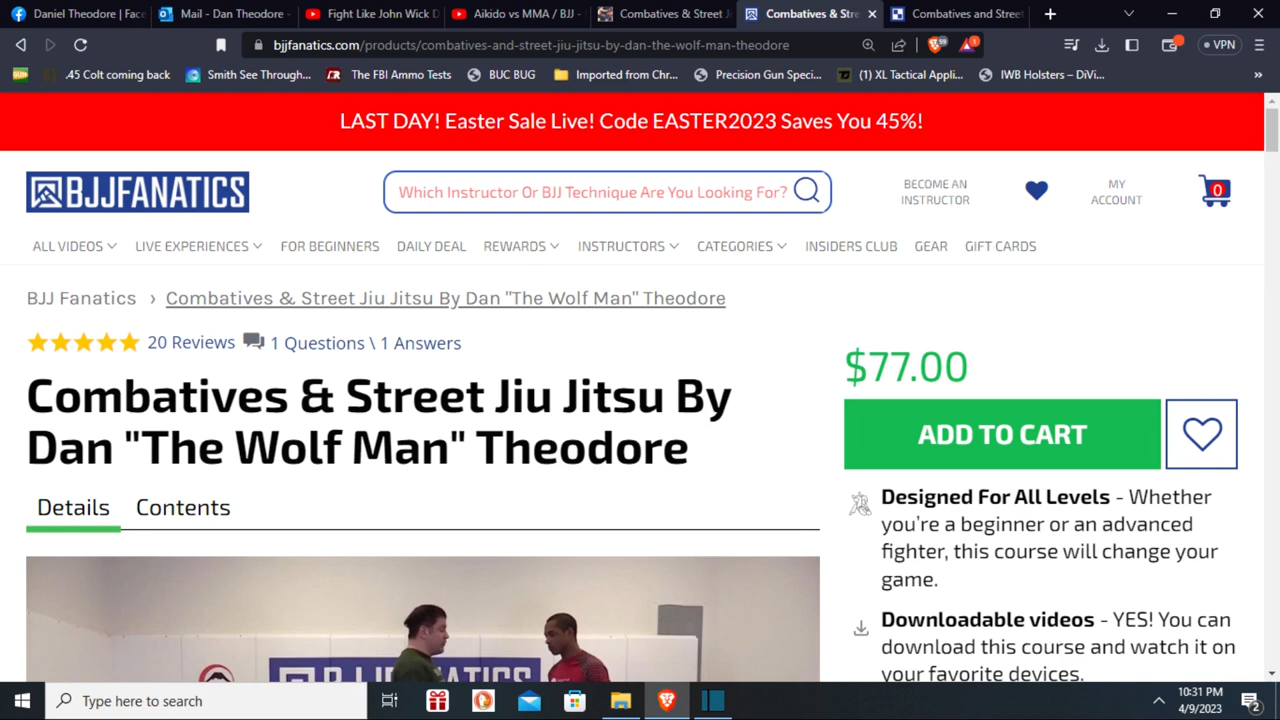 Daniel Theodore | Face
Mail - Dan Theodore -
Fight Like John Wick D
Aikido vs MMA / BJJ -
Combatives & Street Ji
Combatives & Stre
Combatives and Street
bjjfanatics.com/products/combatives-and-street-jiu-jitsu-by-dan-the-wolf-man-theodore
VPN
.45 Colt coming back
Smith See Through...
The FBI Ammo Tests
BUC BUG
Imported from Chr...
Precision Gun Speci...
(1) XL Tactical Appli...
IWB Holsters – DiVi...
»
LAST DAY! Easter Sale Live! Code EASTER2023 Saves You 45%!
BJJFANATICS
Which Instructor Or BJJ Technique Are You Looking For?
BECOME AN
INSTRUCTOR
MY
ACCOUNT
0
ALL VIDEOS
LIVE EXPERIENCES
FOR BEGINNERS
DAILY DEAL
REWARDS
INSTRUCTORS
CATEGORIES
INSIDERS CLUB
GEAR
GIFT CARDS
BJJ Fanatics › Combatives & Street Jiu Jitsu By Dan "The Wolf Man" Theodore
20 Reviews
1 Questions \ 1 Answers
Combatives & Street Jiu Jitsu By
Dan "The Wolf Man" Theodore
Details
Contents
BJJFANATICS
$77.00
ADD TO CART
Designed For All Levels - Whether
you're a beginner or an advanced
fighter, this course will change your
game.
Downloadable videos - YES! You can
download this course and watch it on
your favorite devices.
Type here to search
10:31 PM
4/9/2023
2